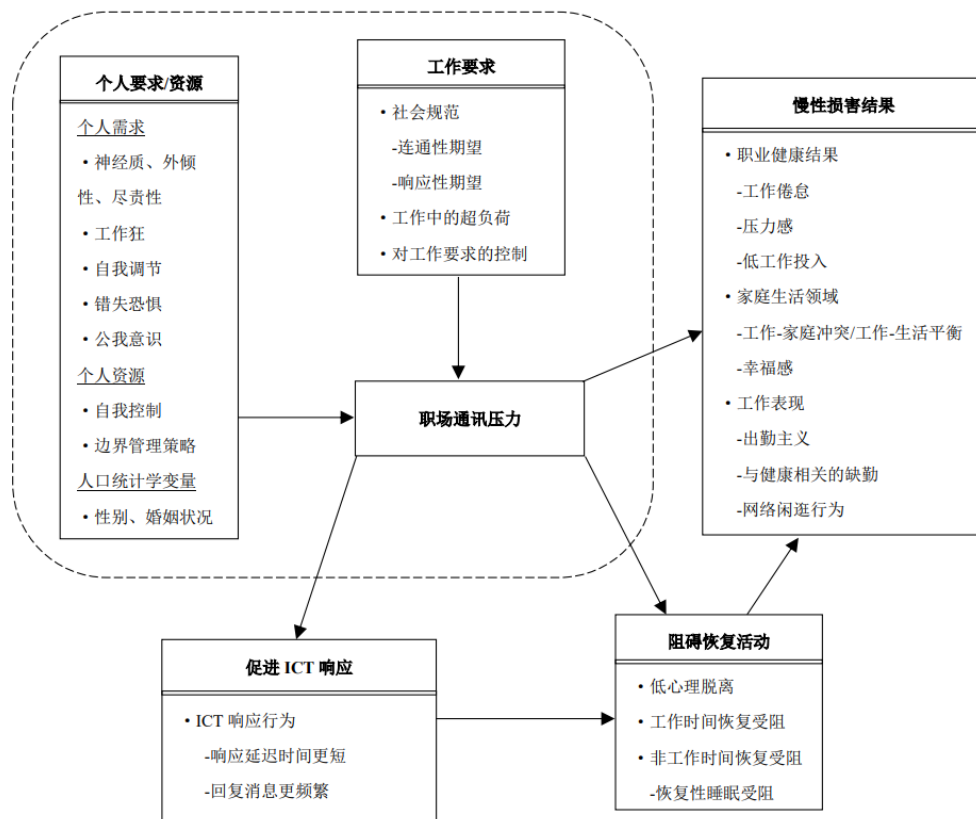 个人要求/资源
个人需求
•神经质、外倾
性、尽责性
•工作狂
•自我调节
•错失恐惧
•公我意识
个人资源
•自我控制
•边界管理策略
人口统计学变量
•性别、婚姻状况
工作要求
•社会规范
-连通性期望
-响应性期望
•工作中的超负荷
•对工作要求的控制
职场通讯压力
慢性损害结果
•职业健康结果
-工作倦怠
-压力感
-低工作投入
•家庭生活领域
-工作-家庭冲突/工作-生活平衡
-幸福感
•工作表现
-出勤主义
-与健康相关的缺勤
-网络闲逛行为
促进 ICT 响应
•ICT 响应行为
-响应延迟时间更短
-回复消息更频繁
阻碍恢复活动
•低心理脱离
•工作时间恢复受阻
•非工作时间恢复受阻
-恢复性睡眠受阻